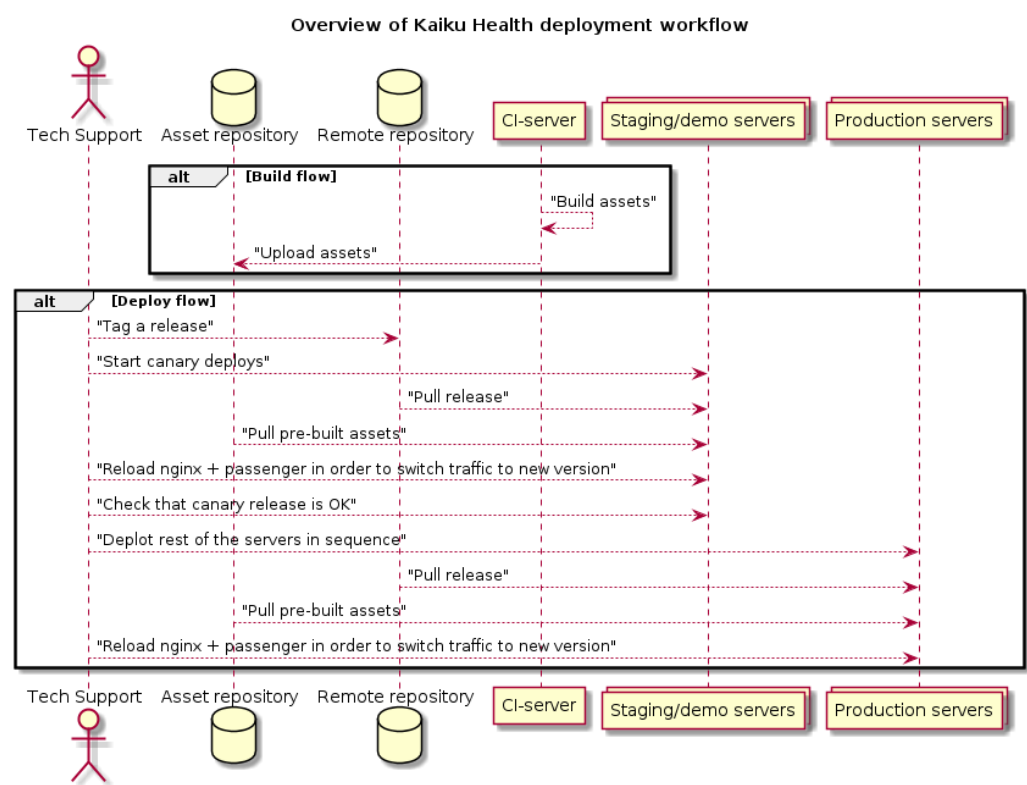 Overview of Kaiku Health deployment workflow
Tech Support
Asset repository
Remote repository
CI-server
Staging/demo servers
Production servers
alt
[Build flow]
"Build assets"
"Upload assets"
alt
[Deploy flow]
"Tag a release"
"Start canary deploys"
"Pull release"
"Pull pre-built assets"
"Reload nginx + passenger in order to switch traffic to new version"
"Check that canary release is OK"
"Deplot rest of the servers in sequence"
"Pull release"
"Pull pre-built assets"
"Reload nginx + passenger in order to switch traffic to new version"
Tech Support
Asset repository
Remote repository
CI-server
Staging/demo servers
Production servers